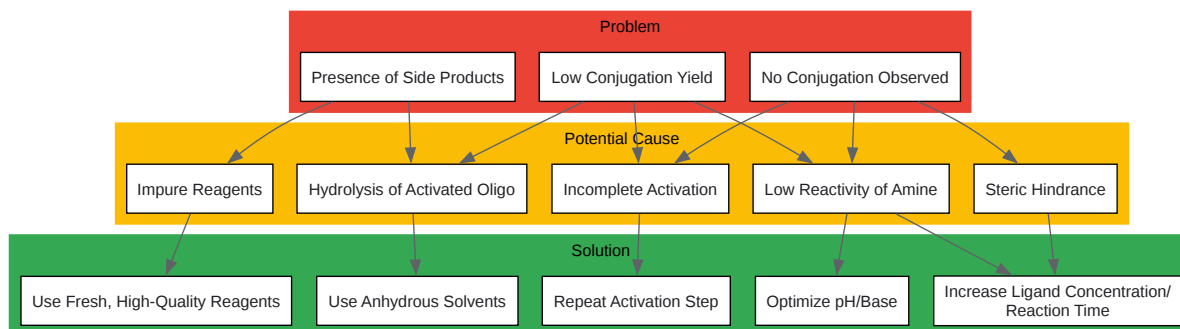 Problem
Presence of Side Products
Low Conjugation Yield
No Conjugation Observed
Potential Cause
Impure Reagents
Hydrolysis of Activated Oligo
Incomplete Activation
Low Reactivity of Amine
Steric Hindrance
Solution
Use Fresh, High-Quality Reagents
Use Anhydrous Solvents
Repeat Activation Step
Optimize pH/Base
Increase Ligand Concentration/
Reaction Time